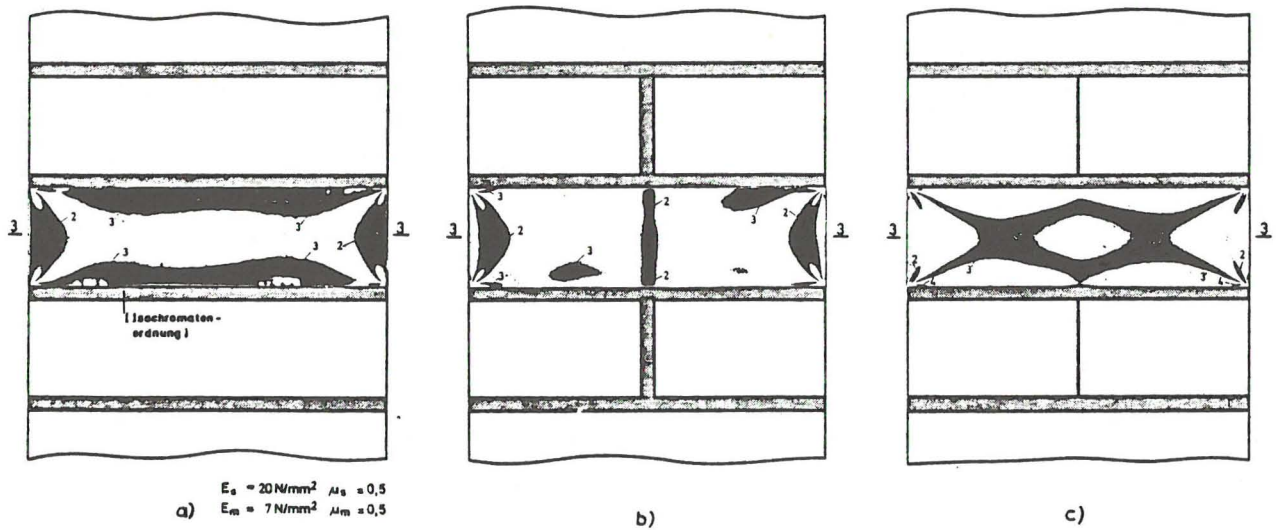 3 2 3 3 2 3
3 3
[Isochromaten-
ordnung]
3 2 2 3 2 3
3 3 2
2 2
3 3 4 4
E_s = 20 N/mm² μ_s = 0,5
E_m = 7 N/mm² μ_m = 0,5
a) b) c)